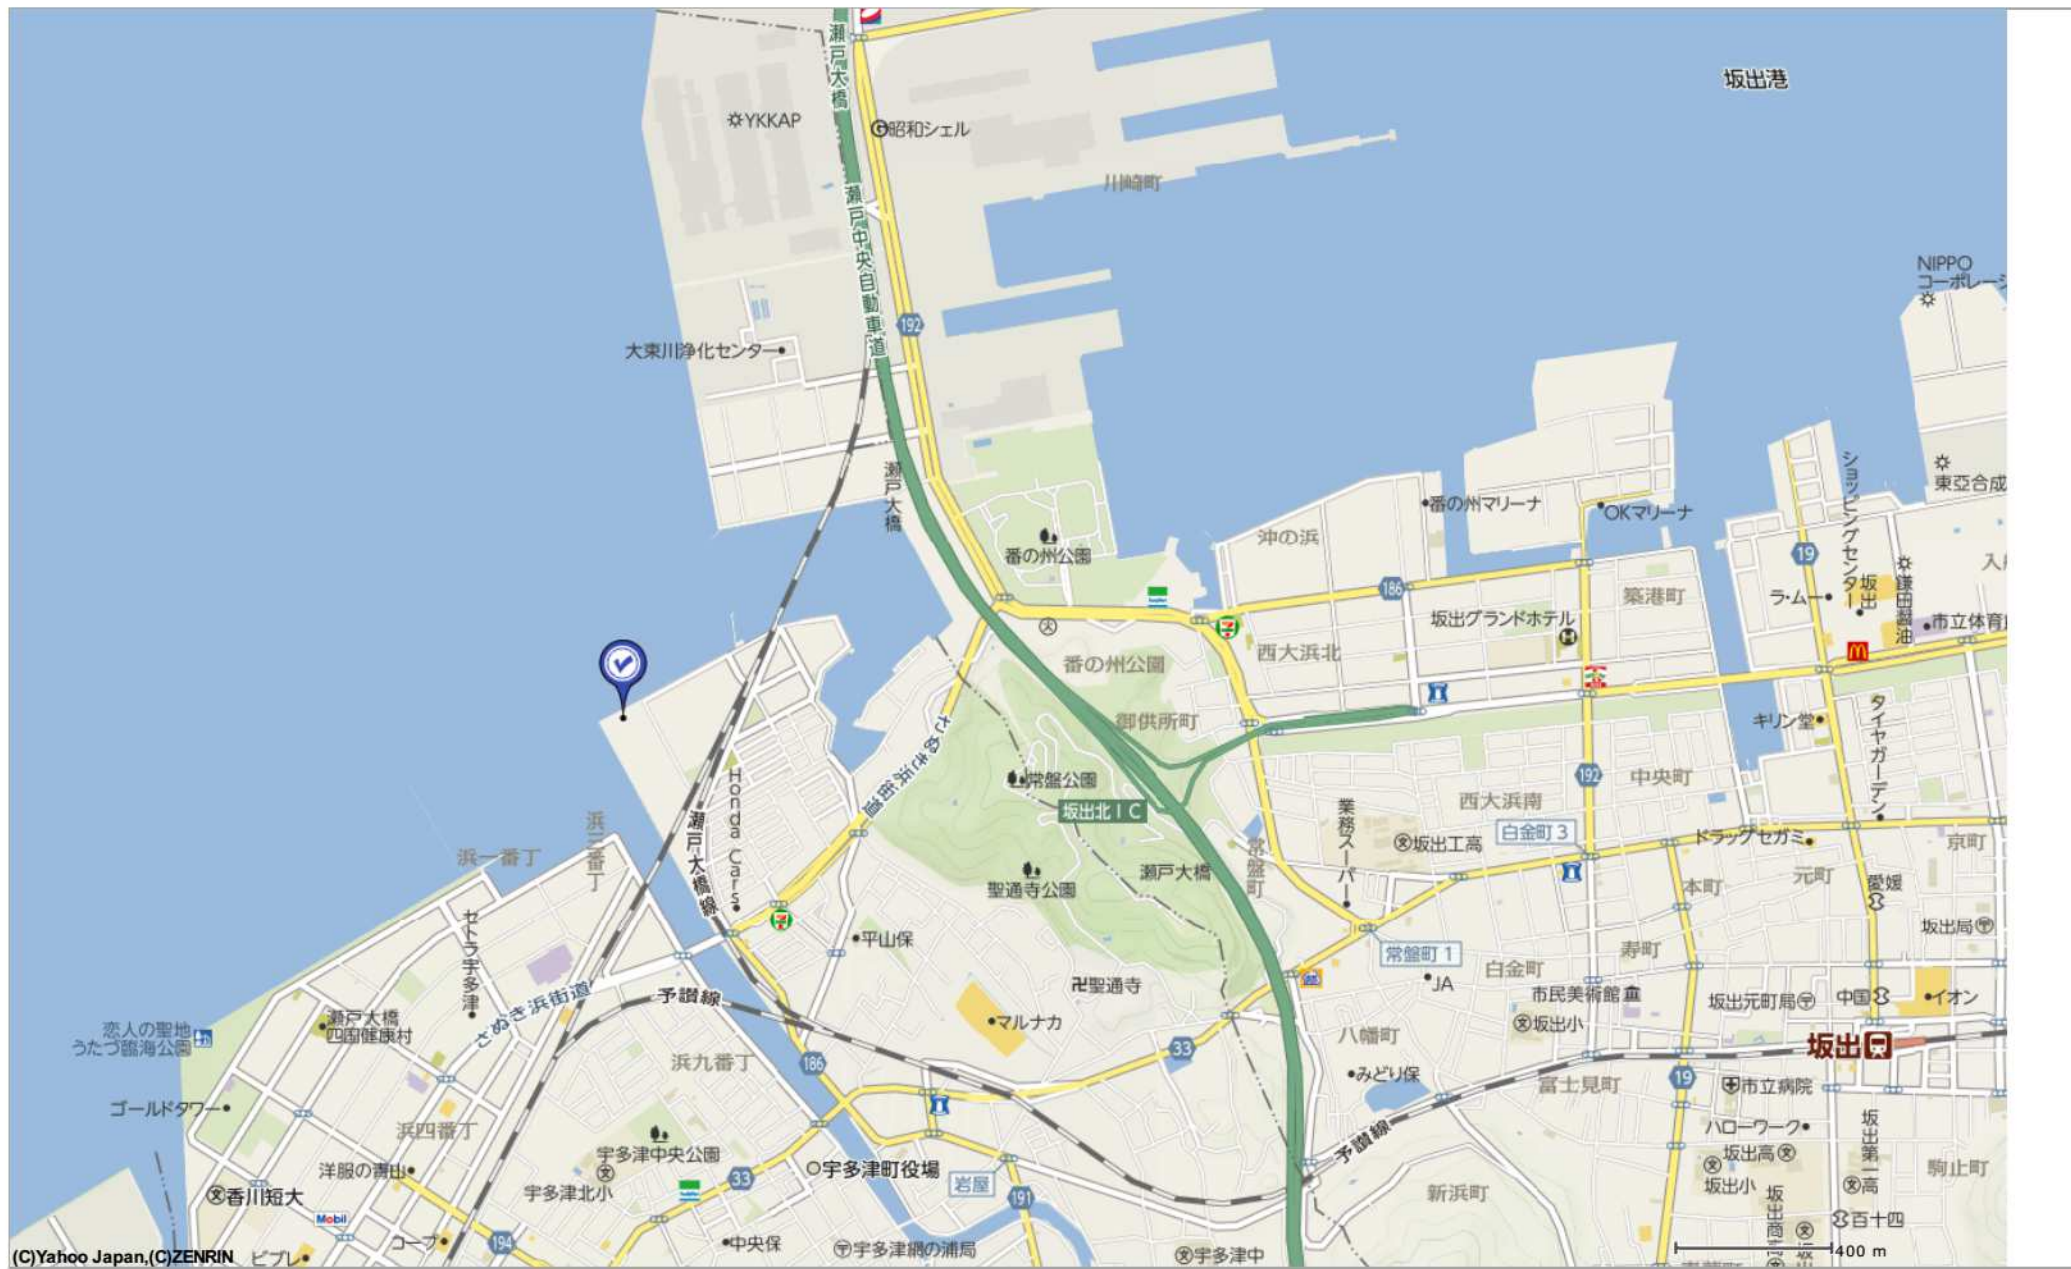 坂出港
瀬戸大橋
YKKAP
昭和シェル
川崎町
瀬戸中央自動車道
NIPPO
コーポレーシ
192
大東川浄化センター
瀬戸大橋
番の州公園
番の州マリーナ
OKマリーナ
沖の浜
ショッピングセンター
坂出
東亞合成
19
186
築港町
ラ・ムー
鎌田醤油
市立体育
坂出グランドホテル
西大浜北
番の州公園
御供所町
キリン堂
タイヤガーデン
さぬき浜街道
常盤公園
坂出北IC
Honda Cars
瀬戸大橋線
192
中央町
西大浜南
業務スーパー
坂出工高
白金町3
ドラッグセガミ
京町
浜一番丁
浜三番丁
常盤町
瀬戸大橋
聖通寺公園
本町
元町
愛媛
坂出局
セトラ宇多津
平山保
常盤町1
寿町
白金町
JA
聖通寺
市民美術館
坂出元町局
中国
イオン
さぬき浜街道
予讃線
瀬戸大橋
四国健康村
恋人の聖地
うたづ臨海公園
マルナカ
坂出小
八幡町
33
坂出
浜九番丁
186
みどり保
富士見町
19
市立病院
ゴールドタワー
浜四番丁
ハローワーク
坂出第一高
予讃線
宇多津中央公園
坂出高
駒止町
洋服の青山
33
宇多津町役場
岩屋
191
宇多津北小
坂出小
香川短大
新浜町
坂出商高
百十四
Mobil
コープ
194
中央保
宇多津網の浦局
宇多津中
400 m
(C)Yahoo Japan,(C)ZENRIN
ビブレ